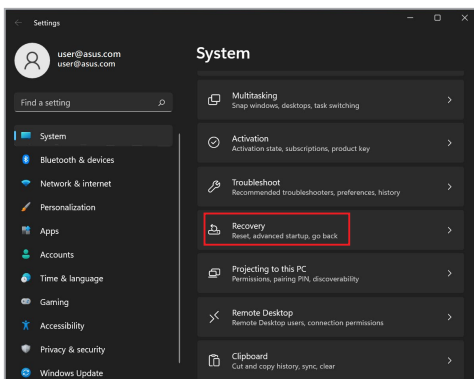 Settings
user@asus.com
user@asus.com
Find a setting
System
Bluetooth & devices
Network & internet
Personalization
Apps
Accounts
Time & language
Gaming
Accessibility
Privacy & security
Windows Update
System
Multitasking
Snap windows, desktops, task switching
Activation
Activation state, subscriptions, product key
Troubleshoot
Recommended troubleshooters, preferences, history
Recovery
Reset, advanced startup, go back
Projecting to this PC
Permissions, pairing PIN, discoverability
Remote Desktop
Remote Desktop users, connection permissions
Clipboard
Cut and copy history, sync, clear